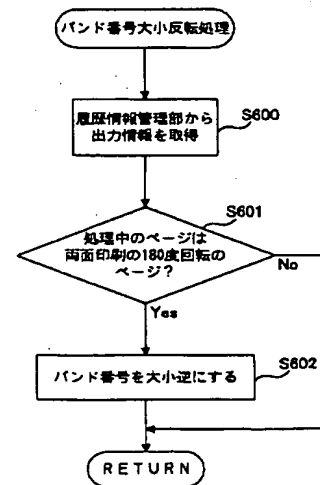 バンド番号大小反転処理
履歴情報管理部から
出力情報を取得
S600
処理中のページは
両面印刷の180度回転の
ページ？
S601
No
Yes
バンド番号を大小逆にする
S602
RETURN